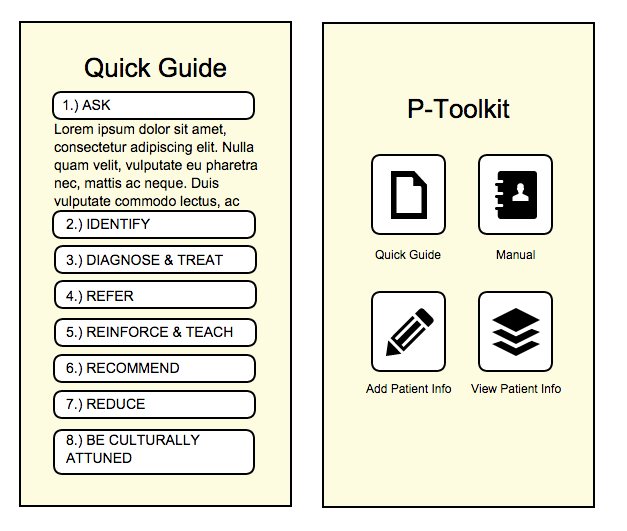 Quick Guide
1.) ASK
Lorem ipsum dolor sit amet,
consectetur adipiscing elit. Nulla
quam velit, vulputate eu pharetra
nec, mattis ac neque. Duis
vulputate commodo lectus, ac
2.) IDENTIFY
3.) DIAGNOSE & TREAT
4.) REFER
5.) REINFORCE & TEACH
6.) RECOMMEND
7.) REDUCE
8.) BE CULTURALLY
ATTUNED
P-Toolkit
Quick Guide
Manual
Add Patient Info
View Patient Info